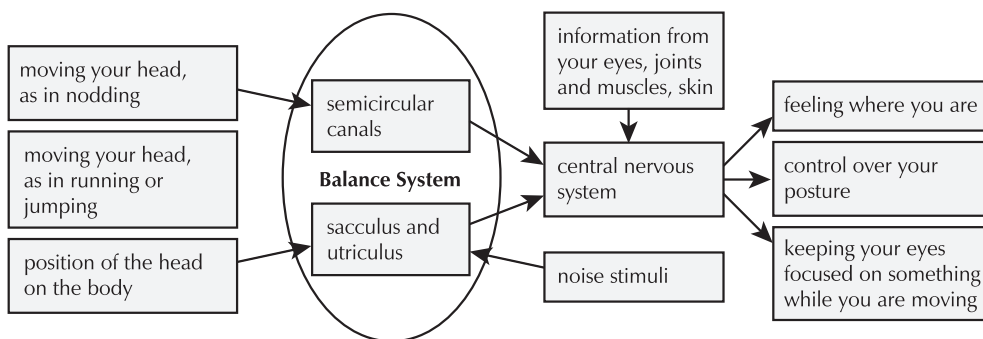 moving your head,
as in nodding
moving your head,
as in running or
jumping
position of the head
on the body
semicircular
canals
Balance System
sacculus and
utriculus
information from
your eyes, joints
and muscles, skin
central nervous
system
noise stimuli
feeling where you are
control over your
posture
keeping your eyes
focused on something
while you are moving